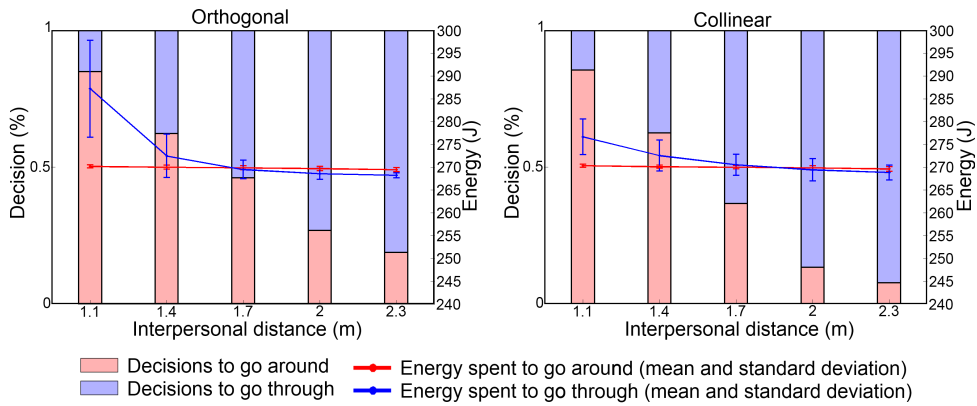 Orthogonal
Collinear
1
0.5
0
Decision (%)
300
295
290
285
280
275
270
265
260
255
250
245
240
Energy (J)
1.1 1.4 1.7 2 2.3
Interpersonal distance (m)
1
0.5
0
Decision (%)
300
295
290
285
280
275
270
265
260
255
250
245
240
Energy (J)
1.1 1.4 1.7 2 2.3
Interpersonal distance (m)
Decisions to go around
Decisions to go through
Energy spent to go around (mean and standard deviation)
Energy spent to go through (mean and standard deviation)